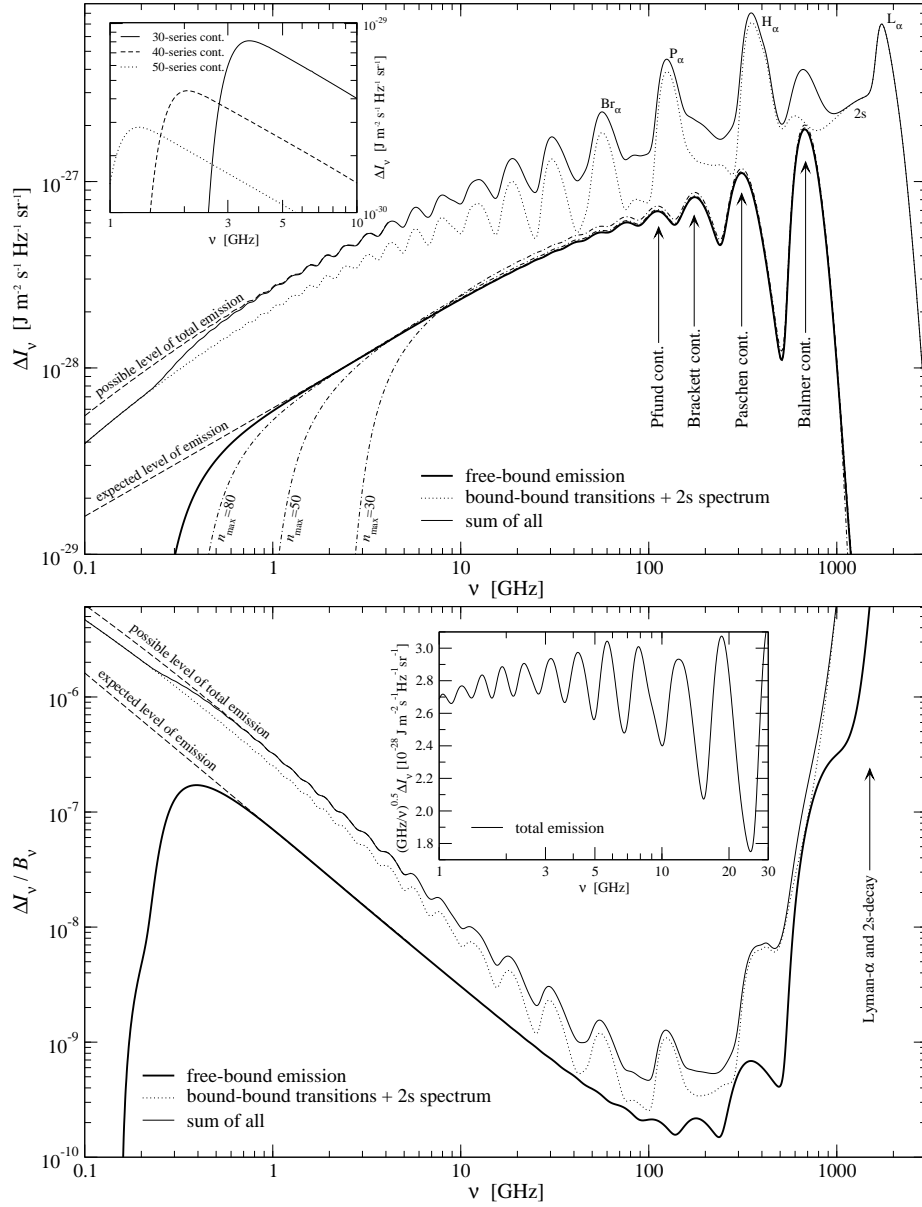 30-series cont.
40-series cont.
50-series cont.
10⁻²⁹
10⁻³⁰
ΔI_ν [J m⁻² s⁻¹ Hz⁻¹ sr⁻¹]
1 3 5 10
ν [GHz]
Br_α
P_α
H_α
L_α
2s
10⁻²⁷
10⁻²⁸
10⁻²⁹
ΔI_ν [J m⁻² s⁻¹ Hz⁻¹ sr⁻¹]
possible level of total emission
expected level of emission
n_max=80
n_max=50
n_max=30
Pfund cont.
Brackett cont.
Paschen cont.
Balmer cont.
free-bound emission
bound-bound transitions + 2s spectrum
sum of all
0.1 1 10 100 1000
ν [GHz]
10⁻⁶
10⁻⁷
10⁻⁸
10⁻⁹
10⁻¹⁰
ΔI_ν / B_ν
possible level of total emission
expected level of emission
3.0
2.8
2.6
2.4
2.2
2.1
2.0
1.9
1.8
(GHz/ν)^0.5 ΔI_ν [10⁻²⁸ J m⁻² s⁻¹ Hz⁻¹ sr⁻¹]
total emission
1 3 5 10 20 30
ν [GHz]
Lyman-α and 2s-decay
free-bound emission
bound-bound transitions + 2s spectrum
sum of all
0.1 1 10 100 1000
ν [GHz]